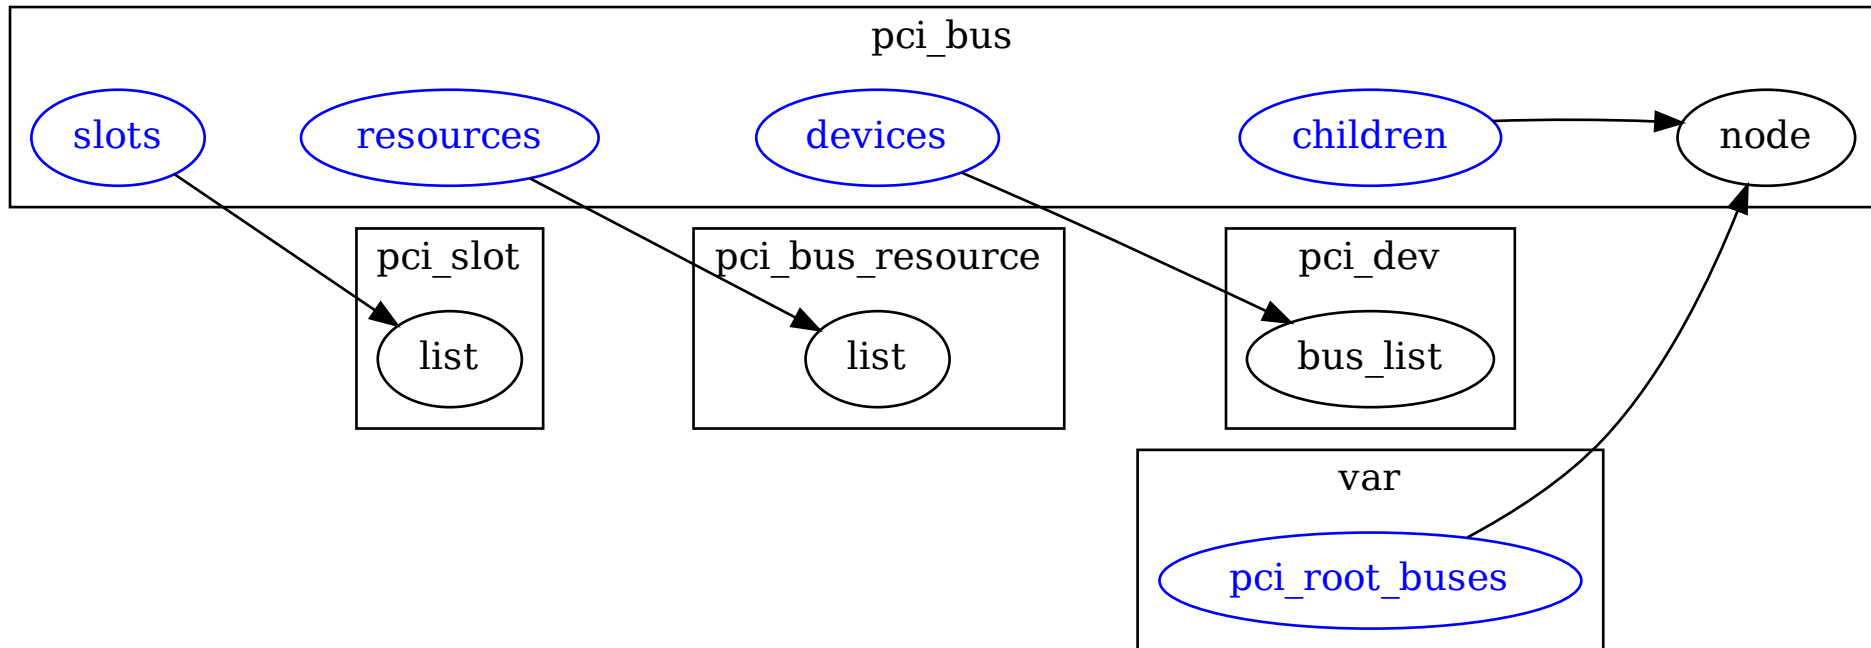 pci_bus
slots
resources
devices
children
node
pci_slot
pci_bus_resource
pci_dev
list
list
bus_list
var
pci_root_buses